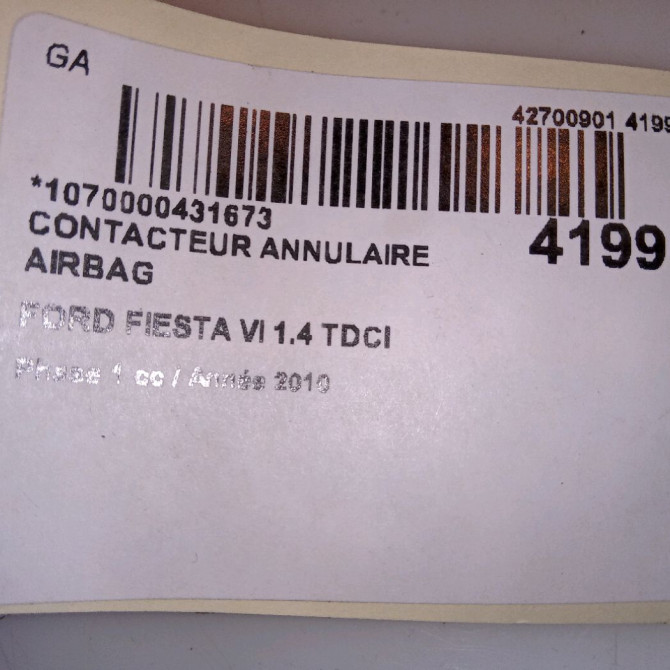 GA
42700901 4199
*1070000431673
CONTACTEUR ANNULAIRE
4199
AIRBAG
FORD FIESTA VI 1.4 TDCI
Phase 1 cc / Année 2010